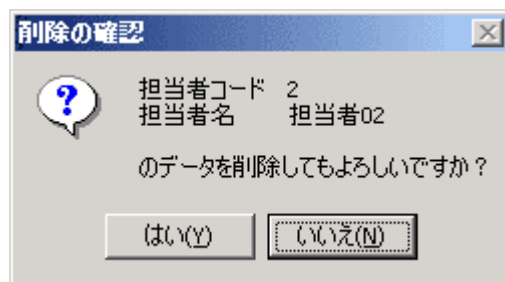 削除の確認
担当者コード 2
担当者名 担当者02
のデータを削除してもよろしいですか？
はい(Y) いいえ(N)